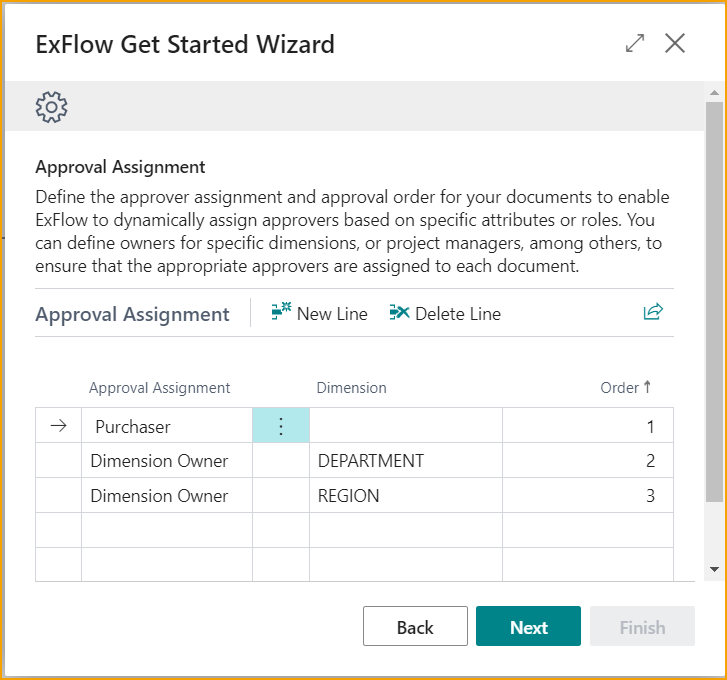 ExFlow Get Started Wizard
Approval Assignment
Define the approver assignment and approval order for your documents to enable
ExFlow to dynamically assign approvers based on specific attributes or roles. You
can define owners for specific dimensions, or project managers, among others, to
ensure that the appropriate approvers are assigned to each document.
Approval Assignment New Line Delete Line
Approval Assignment Dimension Order ↑
Purchaser 1
Dimension Owner DEPARTMENT 2
Dimension Owner REGION 3
Back Next Finish